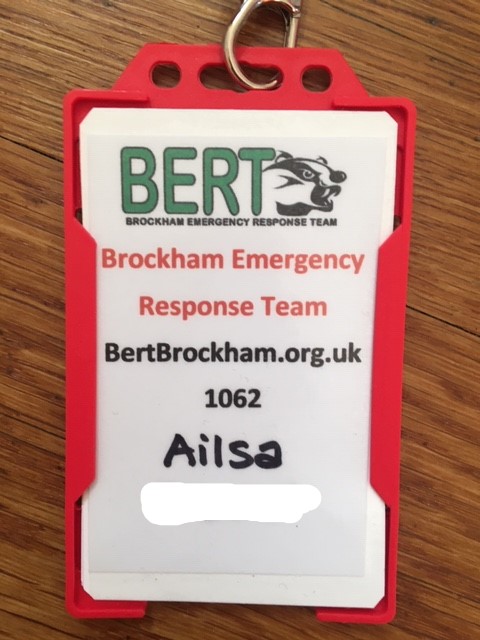 BERT
BROCKHAM EMERGENCY RESPONSE TEAM
Brockham Emergency
Response Team
BertBrockham.org.uk
1062
Ailsa